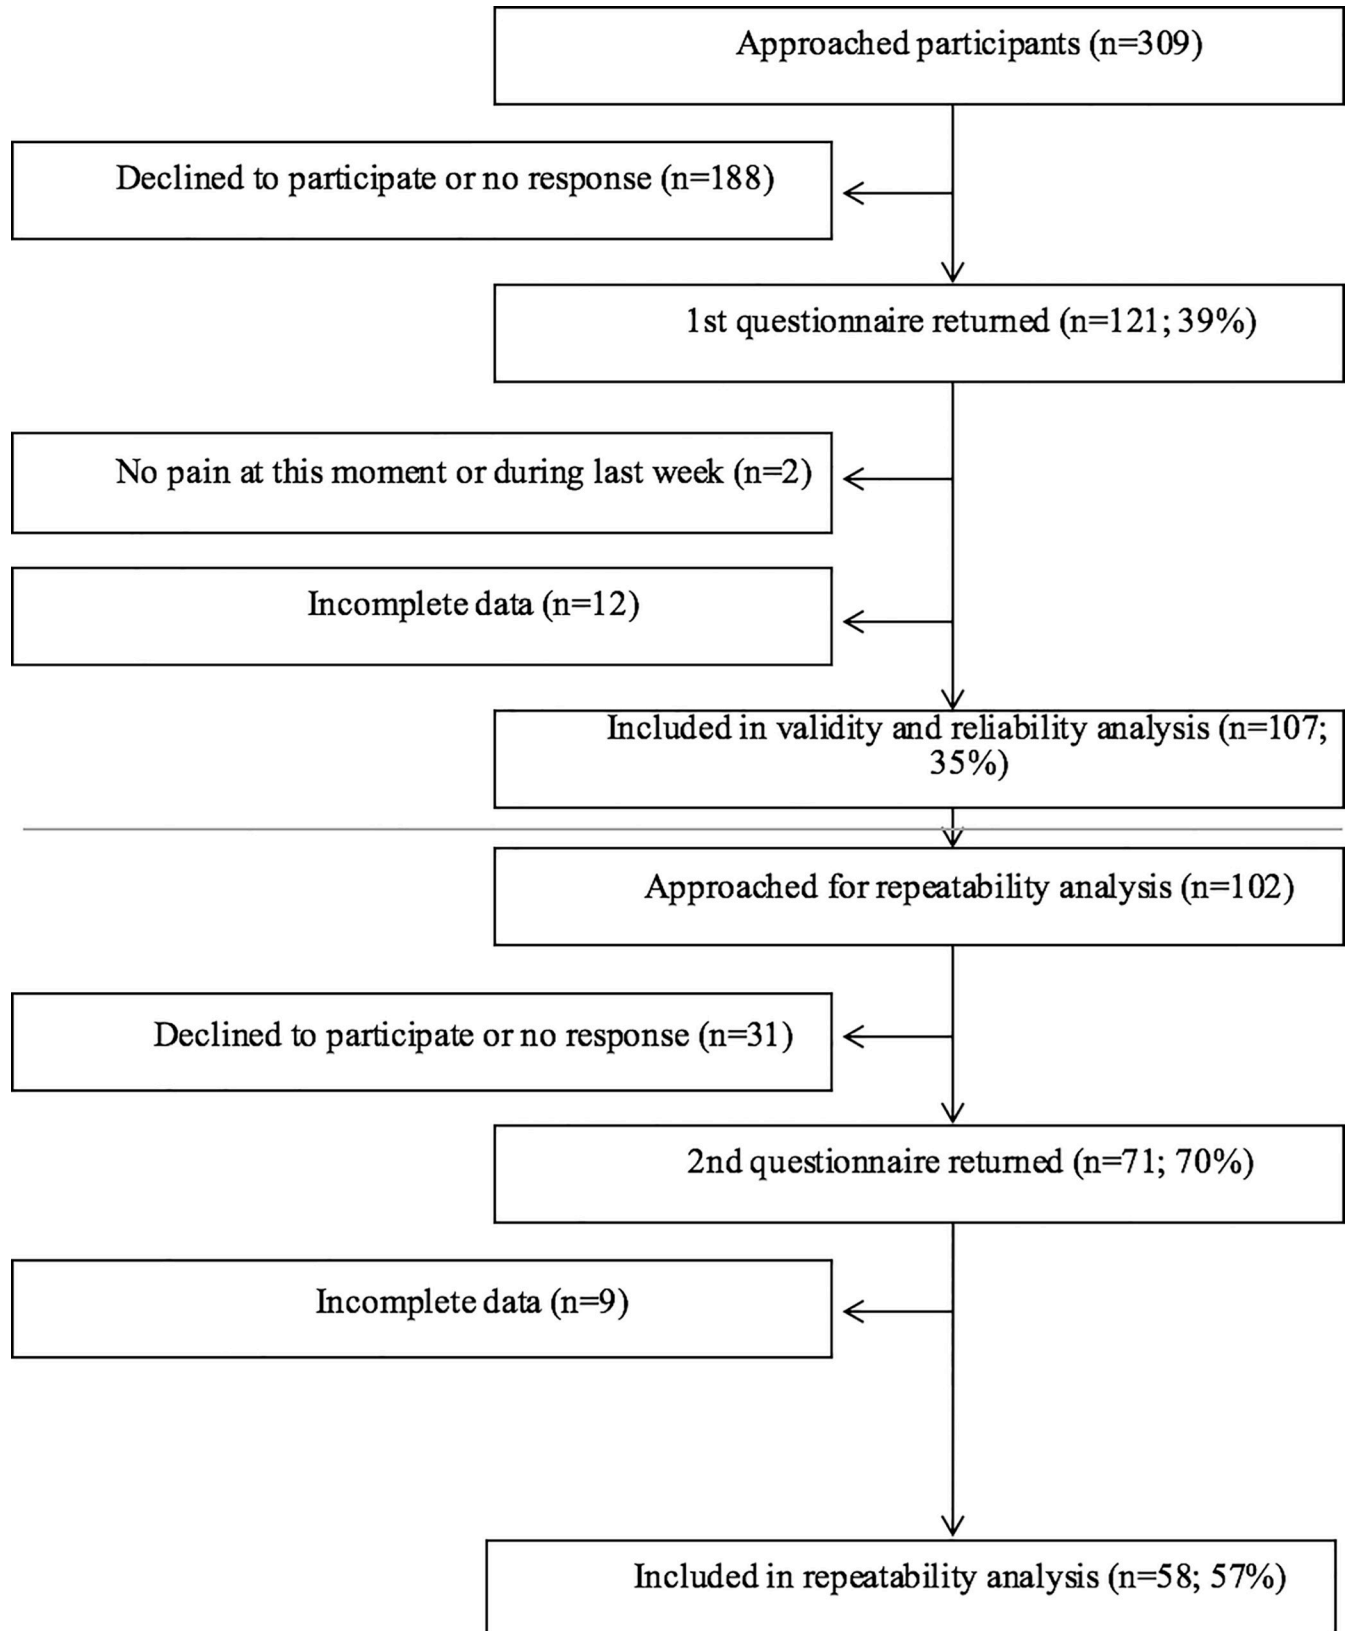 Approached participants (n=309)
Declined to participate or no response (n=188)
1st questionnaire returned (n=121; 39%)
No pain at this moment or during last week (n=2)
Incomplete data (n=12)
Included in validity and reliability analysis (n=107;
35%)
Approached for repeatability analysis (n=102)
Declined to participate or no response (n=31)
2nd questionnaire returned (n=71; 70%)
Incomplete data (n=9)
Included in repeatability analysis (n=58; 57%)